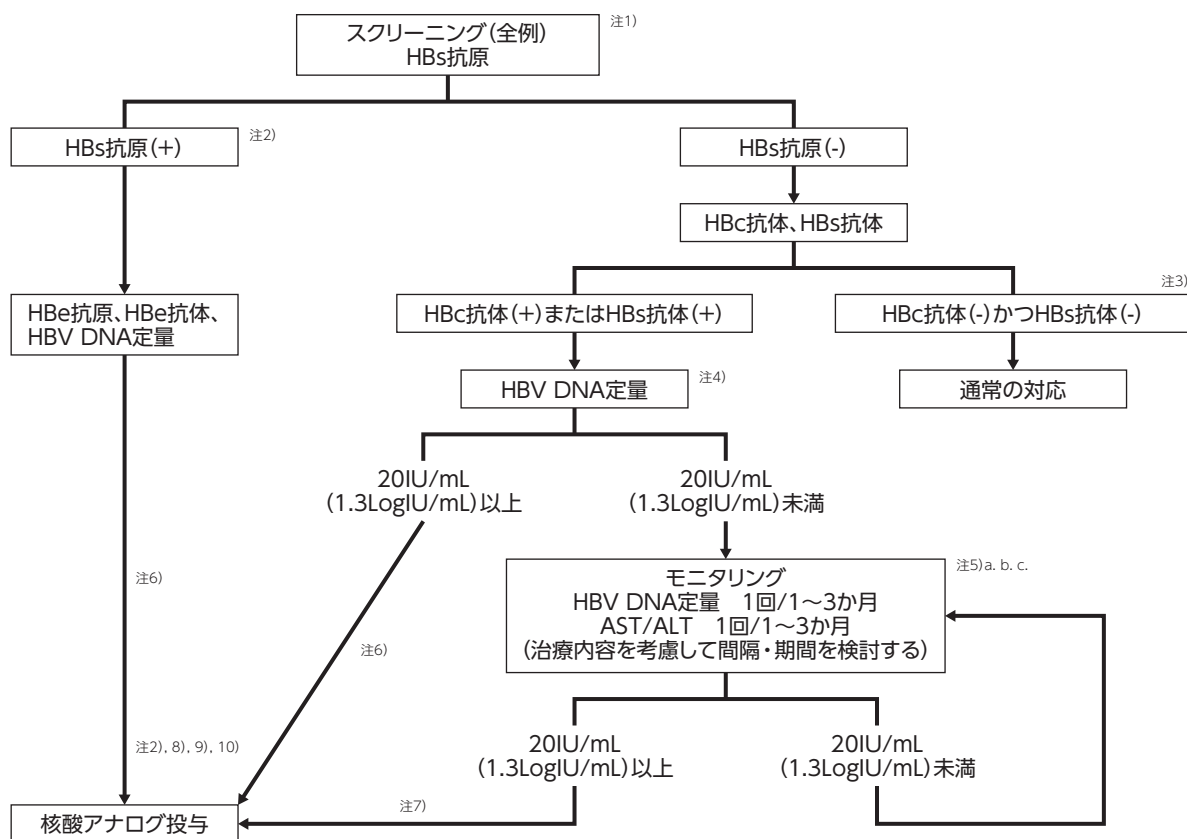 スクリーニング(全例)
HBs抗原
注1)
HBs抗原(+)
注2)
HBs抗原(-)
HBc抗体、HBs抗体
HBe抗原、HBe抗体、
HBV DNA定量
HBc抗体(+)またはHBs抗体(+)
注3)
HBc抗体(-)かつHBs抗体(-)
HBV DNA定量
注4)
通常の対応
20IU/mL
(1.3LogIU/mL)以上
20IU/mL
(1.3LogIU/mL)未満
注6)
注6)
モニタリング
HBV DNA定量 1回/1〜3か月
AST/ALT 1回/1〜3か月
(治療内容を考慮して間隔・期間を検討する)
注5)a. b. c.
20IU/mL
(1.3LogIU/mL)以上
20IU/mL
(1.3LogIU/mL)未満
注2), 8), 9), 10)
注7)
核酸アナログ投与